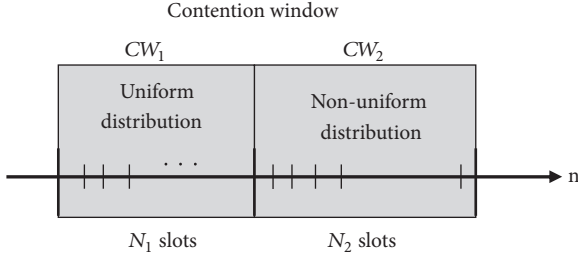 Contention window
CW₁ CW₂
Uniform
distribution
Non-uniform
distribution
. . .
n
N₁ slots N₂ slots